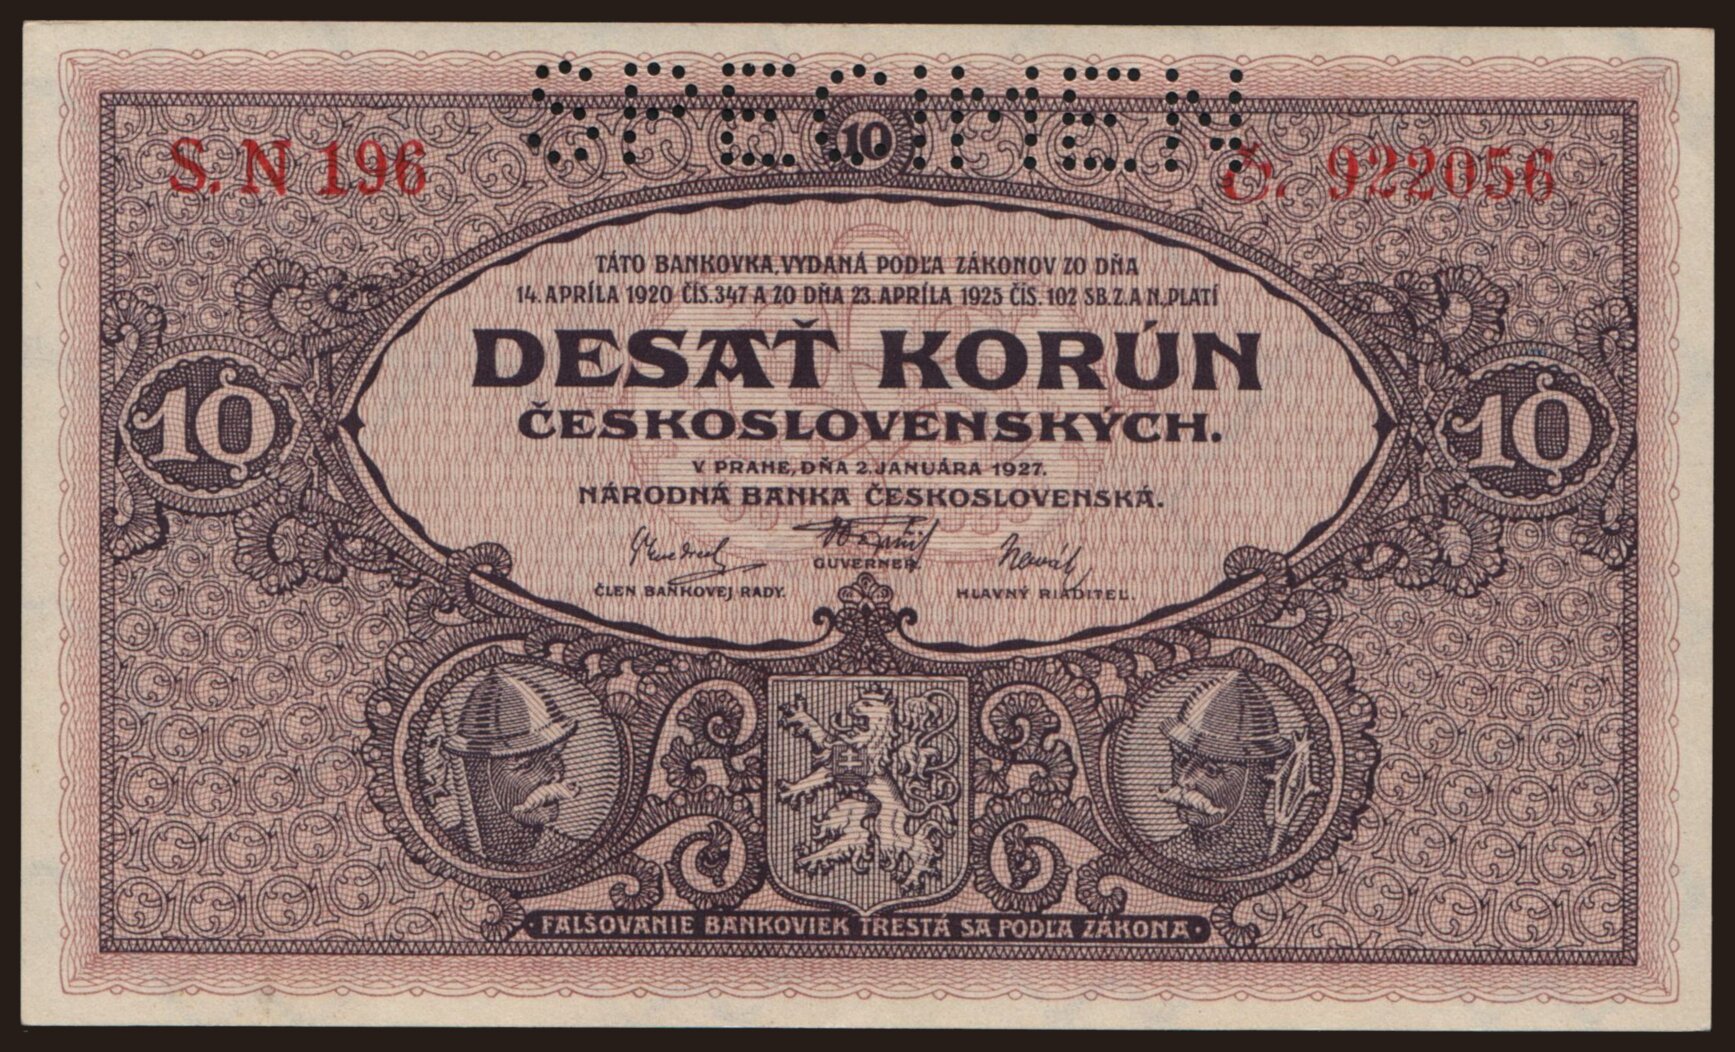 SPECIMEN
10
S. N 196
Č. 922056
TÁTO BANKOVKA, VYDANÁ PODĽA ZÁKONOV ZO DŇA
14. APRÍLA 1920 ČÍS. 347 A ZO DŇA 23. APRÍLA 1925 ČÍS. 102 SB. Z. A N. PLATÍ
DESAŤ KORÚN
ČESKOSLOVENSKÝCH.
10 10
V PRAHE, DŇA 2. JANUÁRA 1927.
NÁRODNÁ BANKA ČESKOSLOVENSKÁ.
GUVERNER.
ČLEN BANKOVEJ RADY.
HLAVNÝ RIADITEĽ.
FALŠOVANIE BANKOVIEK TRESTÁ SA PODĽA ZÁKONA